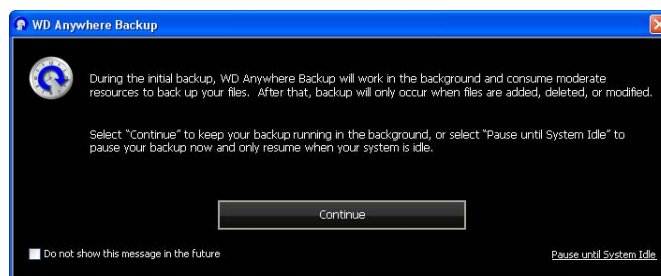 WD Anywhere Backup
During the initial backup, WD Anywhere Backup will work in the background and consume moderate
resources to back up your files. After that, backup will only occur when files are added, deleted, or modified.
Select "Continue" to keep your backup running in the background, or select "Pause until System Idle" to
pause your backup now and only resume when your system is idle.
Continue
Do not show this message in the future
Pause until System Idle